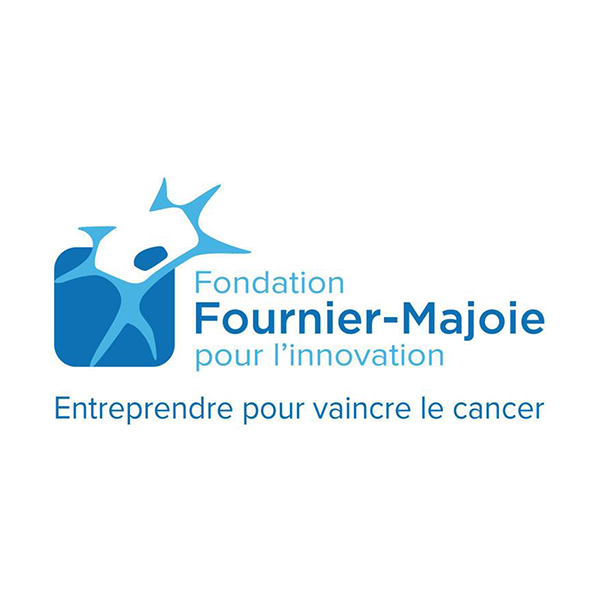 Fondation
Fournier-Majoie
pour l'innovation
Entreprendre pour vaincre le cancer